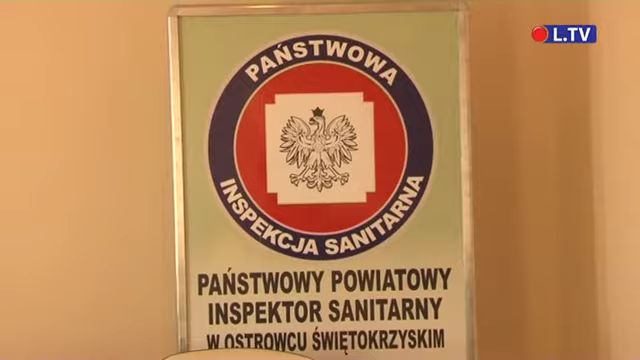 L.TV
PAŃSTWOWA
INSPEKCJA SANITARNA
PAŃSTWOWY POWIATOWY
INSPEKTOR SANITARNY
W OSTROWCU ŚWIĘTOKRZYSKIM